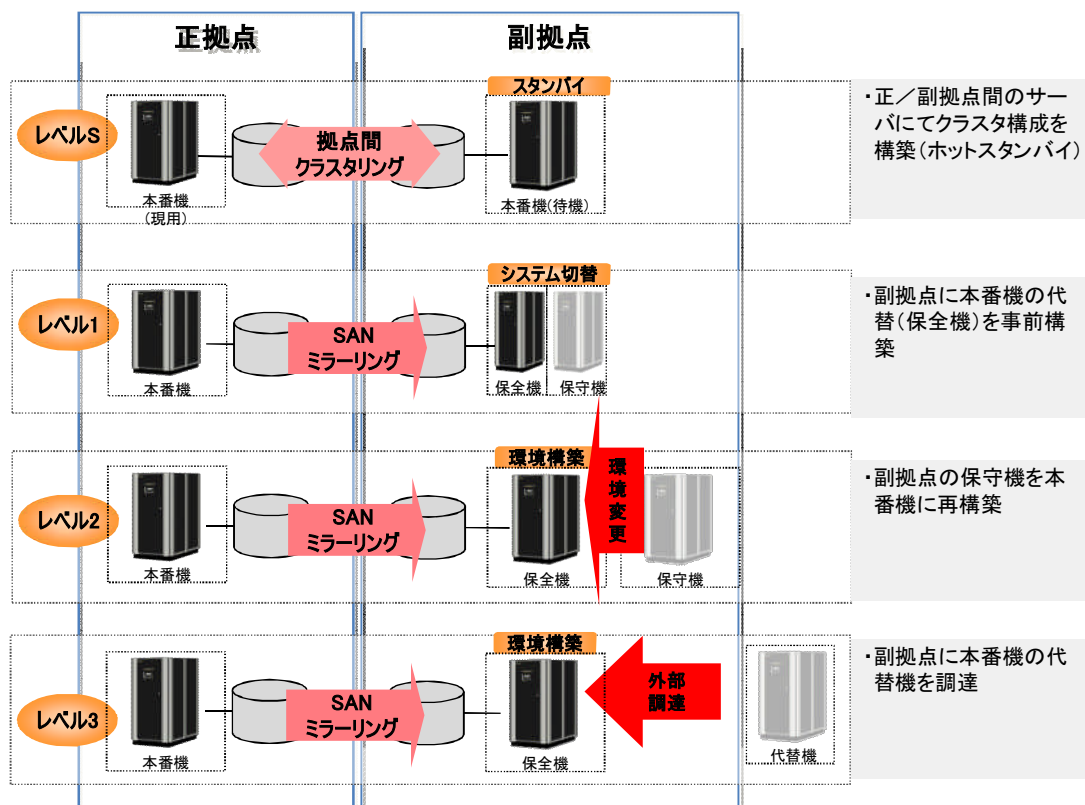 正拠点
副拠点
レベルS
本番機
(現用)
拠点間
クラスタリング
スタンバイ
本番機(待機)
・正／副拠点間のサー
バにてクラスタ構成を
構築(ホットスタンバイ)
レベル1
本番機
SAN
ミラーリング
システム切替
保全機
保守機
・副拠点に本番機の代
替(保全機)を事前構
築
レベル2
本番機
SAN
ミラーリング
環境構築
保全機
環
境
変
更
保守機
・副拠点の保守機を本
番機に再構築
レベル3
本番機
SAN
ミラーリング
環境構築
保全機
外部
調達
代替機
・副拠点に本番機の代
替機を調達